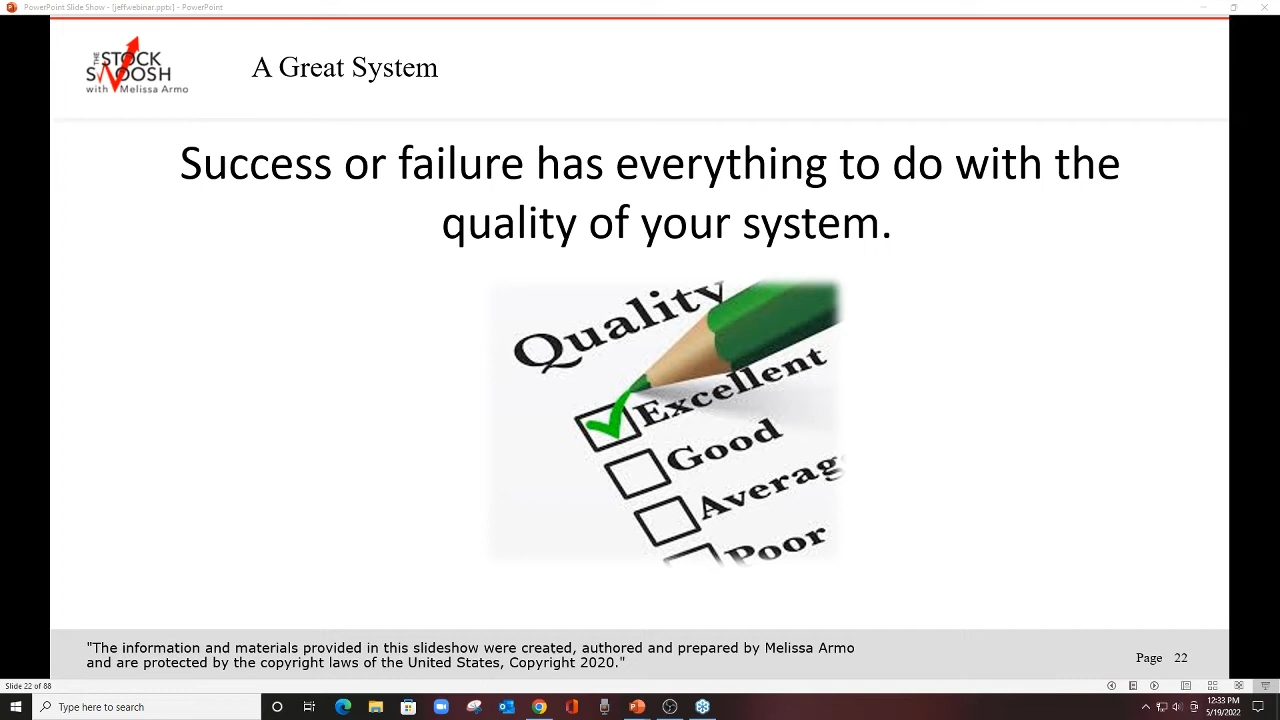 PowerPoint Slide Show - [jeffwebinar.pptx] - PowerPoint
THE STOCK
SWOOSH
with Melissa Armo
A Great System
Success or failure has everything to do with the
quality of your system.
Quality
Excellent
Good
Average
Poor
"The information and materials provided in this slideshow were created, authored and prepared by Melissa Armo
and are protected by the copyright laws of the United States, Copyright 2020."
Page 22
Slide 22 of 88
Type here to search
12:33 PM
5/19/2022